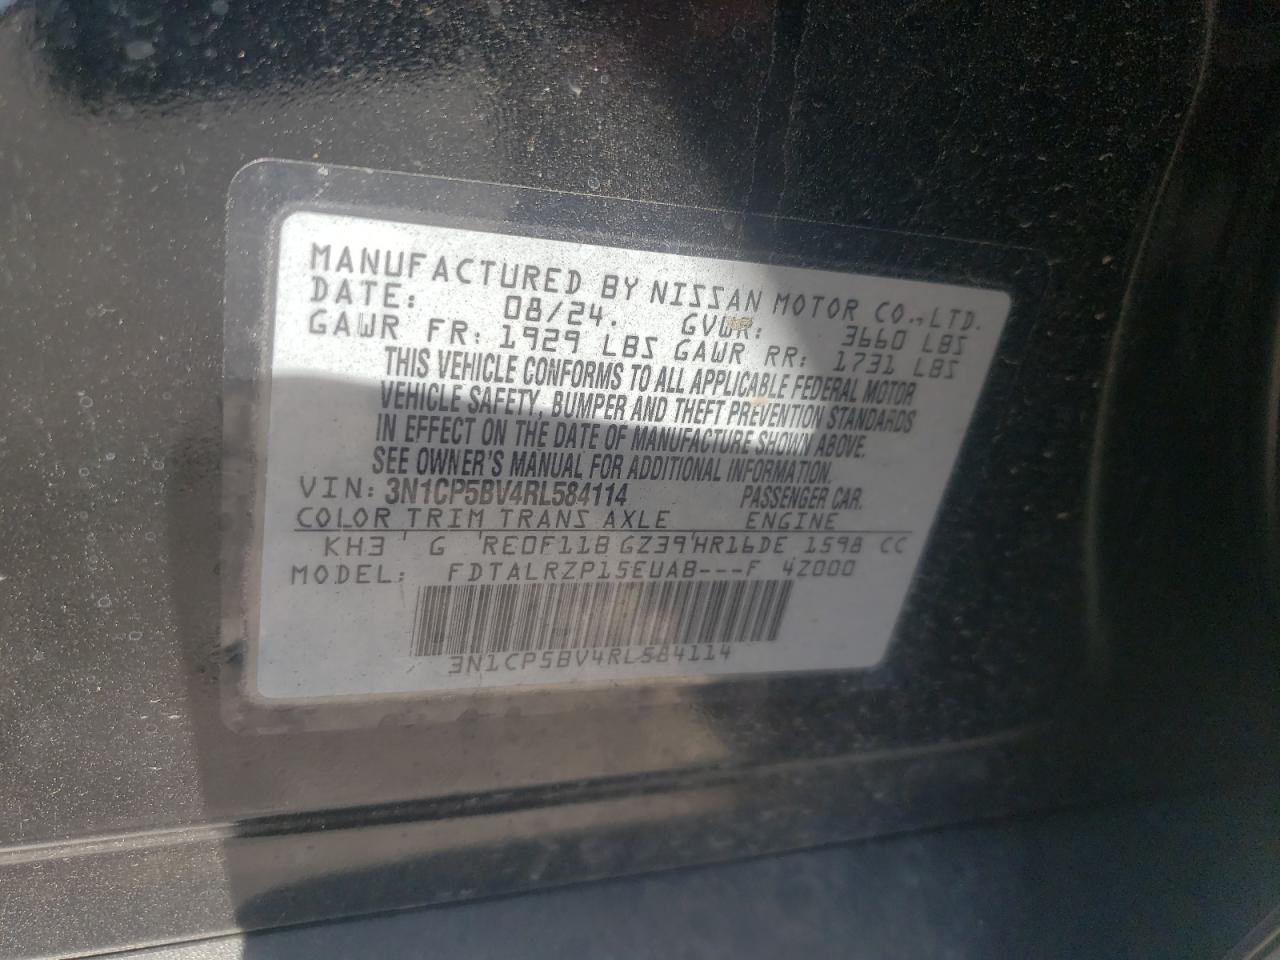 MANUFACTURED BY NISSAN MOTOR CO.,LTD.
DATE: 08/24. GVWR: 3660 LBS
GAWR FR: 1929 LBS GAWR RR: 1731 LBS
THIS VEHICLE CONFORMS TO ALL APPLICABLE FEDERAL MOTOR
VEHICLE SAFETY, BUMPER AND THEFT PREVENTION STANDARDS
IN EFFECT ON THE DATE OF MANUFACTURE SHOWN ABOVE.
SEE OWNER'S MANUAL FOR ADDITIONAL INFORMATION.
VIN: 3N1CP5BV4RL584114 PASSENGER CAR.
COLOR TRIM TRANS AXLE ENGINE
KH3 ' G ' RE0F11B GZ39'HR16DE 1598 CC
MODEL: FDTALRZP15EUAB---F 4Z000
3N1CP5BV4RL584114